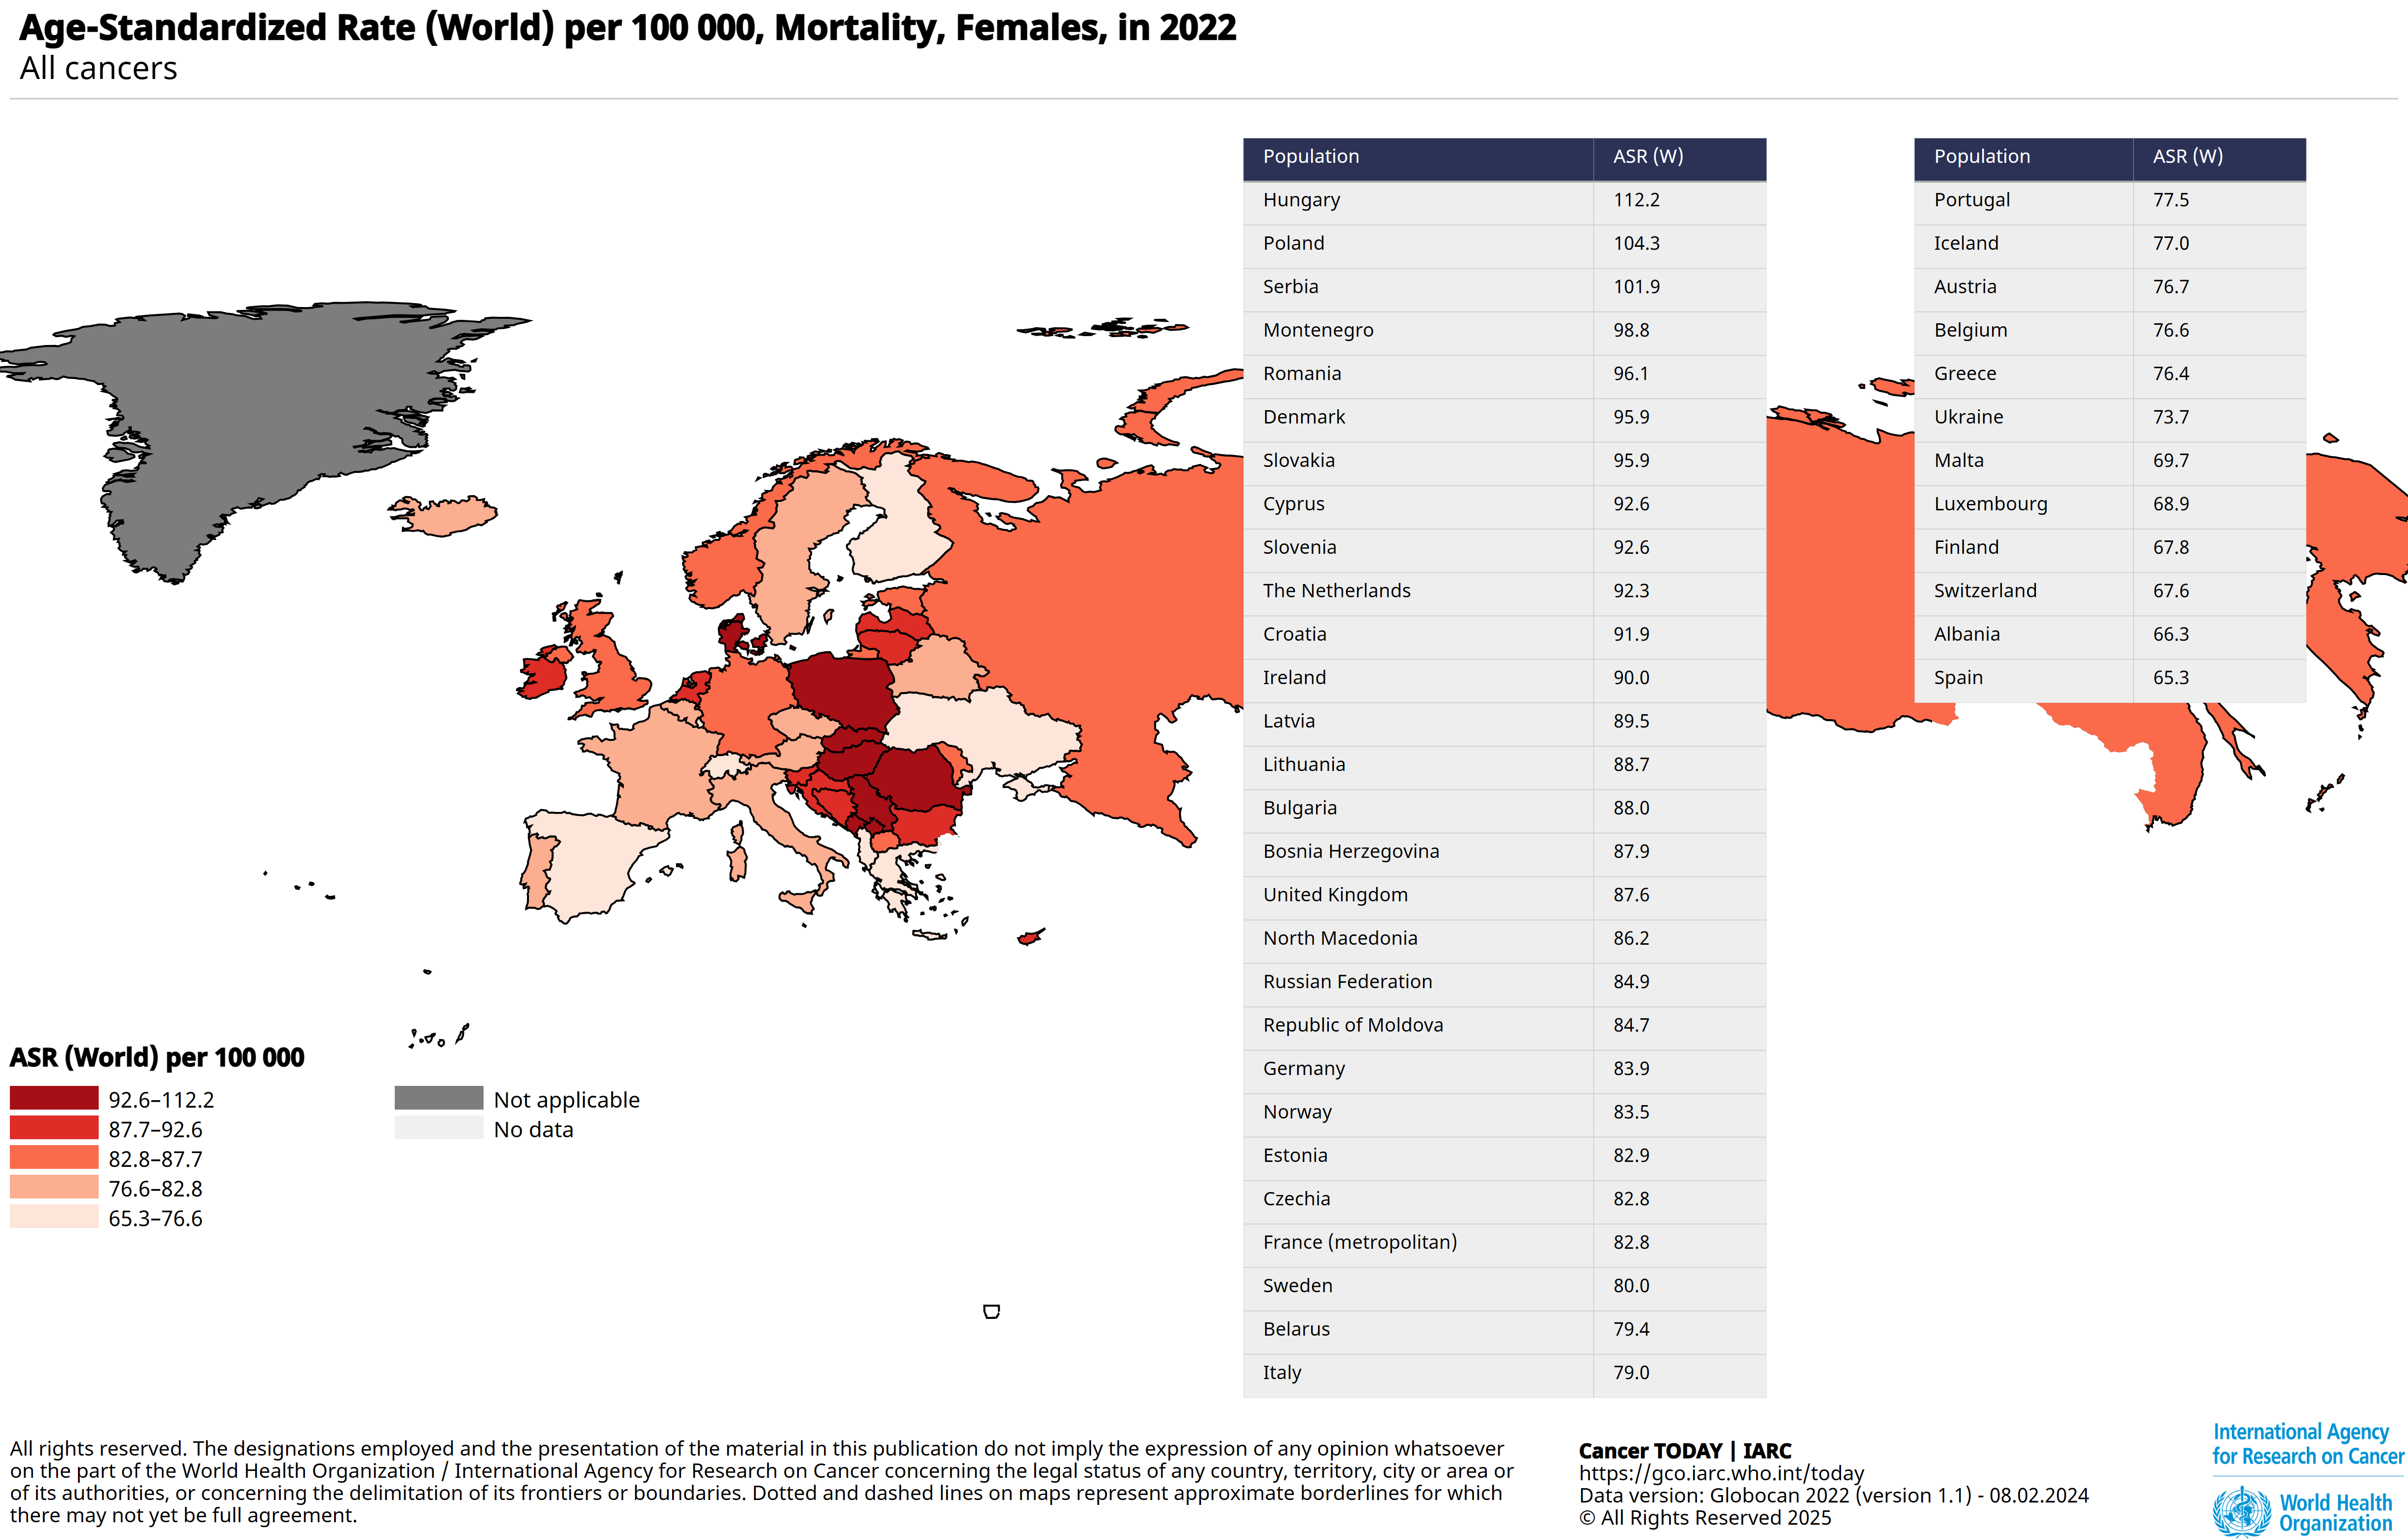 Age-Standardized Rate (World) per 100 000, Mortality, Females, in 2022
All cancers
Population ASR (W)
Hungary 112.2
Poland 104.3
Serbia 101.9
Montenegro 98.8
Romania 96.1
Denmark 95.9
Slovakia 95.9
Cyprus 92.6
Slovenia 92.6
The Netherlands 92.3
Croatia 91.9
Ireland 90.0
Latvia 89.5
Lithuania 88.7
Bulgaria 88.0
Bosnia Herzegovina 87.9
United Kingdom 87.6
North Macedonia 86.2
Russian Federation 84.9
Republic of Moldova 84.7
Germany 83.9
Norway 83.5
Estonia 82.9
Czechia 82.8
France (metropolitan) 82.8
Sweden 80.0
Belarus 79.4
Italy 79.0
Population ASR (W)
Portugal 77.5
Iceland 77.0
Austria 76.7
Belgium 76.6
Greece 76.4
Ukraine 73.7
Malta 69.7
Luxembourg 68.9
Finland 67.8
Switzerland 67.6
Albania 66.3
Spain 65.3
ASR (World) per 100 000
92.6–112.2
87.7–92.6
82.8–87.7
76.6–82.8
65.3–76.6
Not applicable
No data
All rights reserved. The designations employed and the presentation of the material in this publication do not imply the expression of any opinion whatsoever
on the part of the World Health Organization / International Agency for Research on Cancer concerning the legal status of any country, territory, city or area or
of its authorities, or concerning the delimitation of its frontiers or boundaries. Dotted and dashed lines on maps represent approximate borderlines for which
there may not yet be full agreement.
Cancer TODAY | IARC
https://gco.iarc.who.int/today
Data version: Globocan 2022 (version 1.1) - 08.02.2024
© All Rights Reserved 2025
International Agency
for Research on Cancer
World Health
Organization